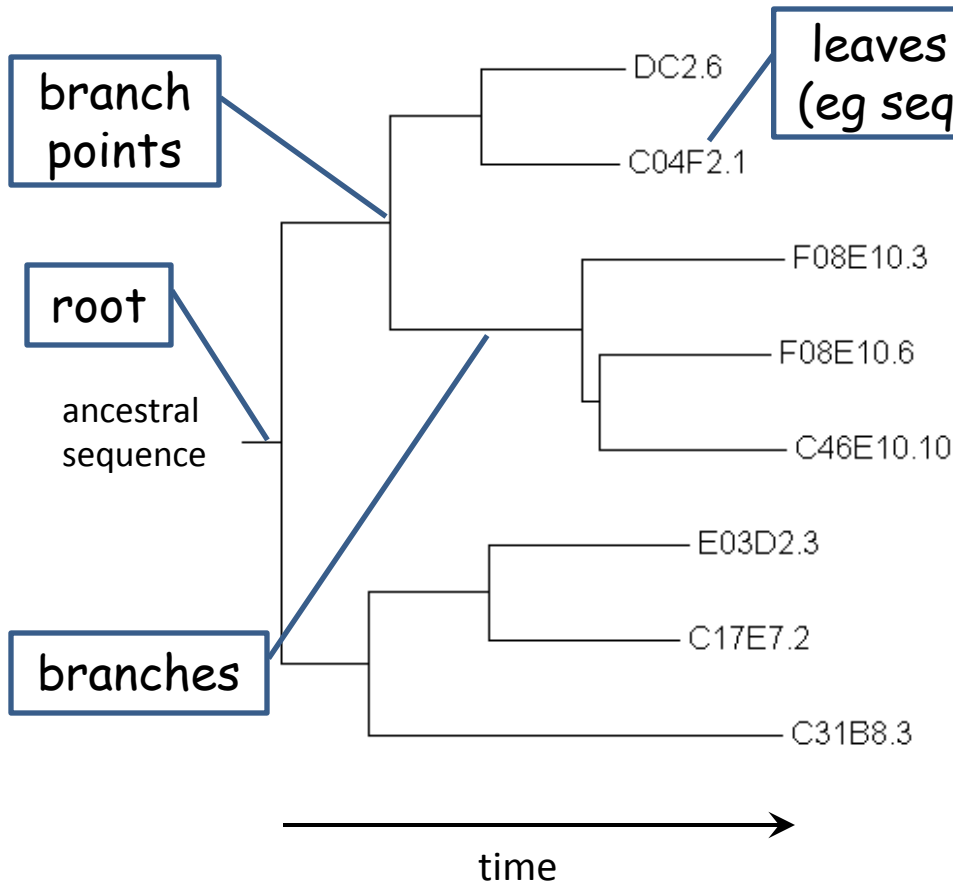 leaves
(eg seq
DC2.6
branch
points
C04F2.1
F08E10.3
root
F08E10.6
ancestral
sequence
C46E10.10
E03D2.3
C17E7.2
branches
C31B8.3
time